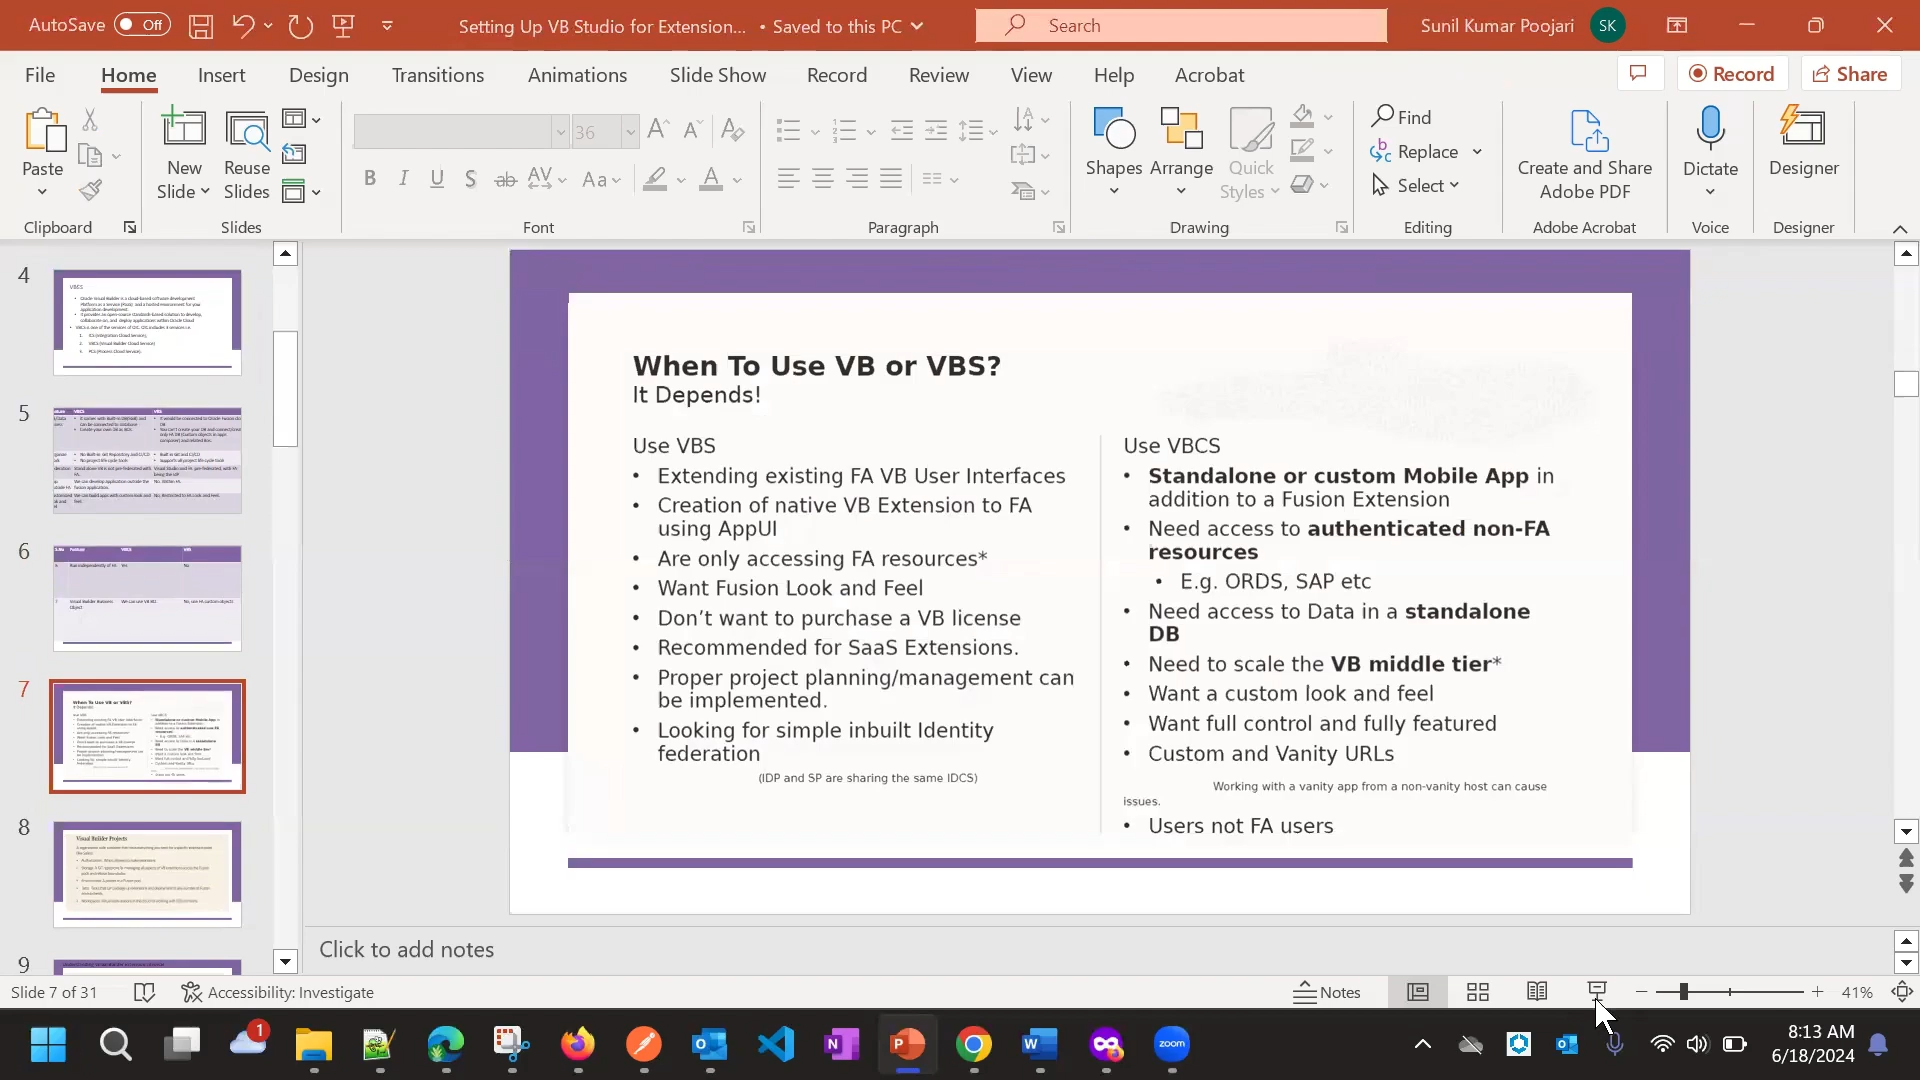 AutoSave Off
Setting Up VB Studio for Extension... • Saved to this PC
Search
Sunil Kumar Poojari SK
File Home Insert Design Transitions Animations Slide Show Record Review View Help Acrobat
Record Share
Paste
New Slide
Reuse Slides
36
Shapes
Arrange
Quick Styles
Find
Replace
Select
Create and Share Adobe PDF
Dictate
Designer
Clipboard Slides Font Paragraph Drawing Editing Adobe Acrobat Voice Designer
4
5
6
7
8
Visual Builder Projects
9
When To Use VB or VBS?
It Depends!
Use VBS
• Extending existing FA VB User Interfaces
• Creation of native VB Extension to FA
using AppUI
• Are only accessing FA resources*
• Want Fusion Look and Feel
• Don’t want to purchase a VB license
• Recommended for SaaS Extensions.
• Proper project planning/management can
be implemented.
• Looking for simple inbuilt Identity
federation
(IDP and SP are sharing the same IDCS)
Use VBCS
• Standalone or custom Mobile App in
addition to a Fusion Extension
• Need access to authenticated non-FA
resources
• E.g. ORDS, SAP etc
• Need access to Data in a standalone
DB
• Need to scale the VB middle tier*
• Want a custom look and feel
• Want full control and fully featured
• Custom and Vanity URLs
Working with a vanity app from a non-vanity host can cause
issues.
• Users not FA users
Click to add notes
Slide 7 of 31
Accessibility: Investigate
Notes
41%
1
zoom
8:13 AM
6/18/2024